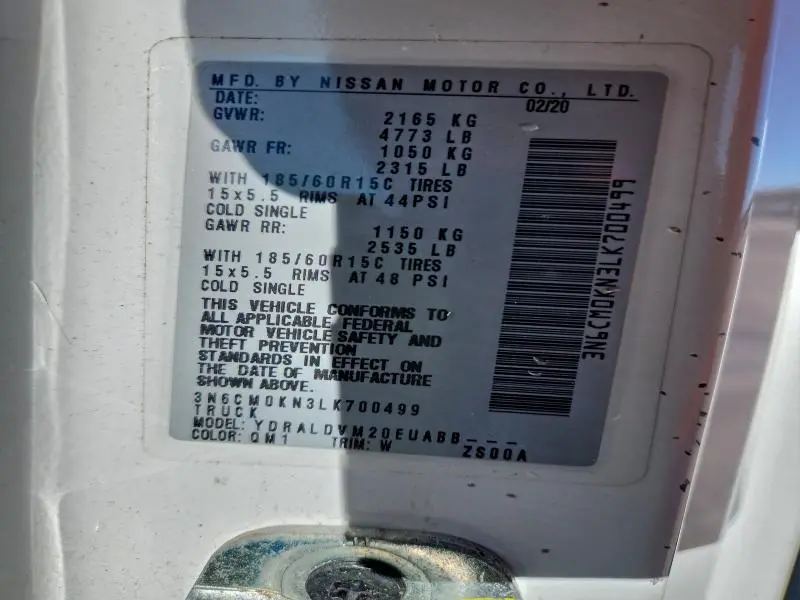 MFD. BY NISSAN MOTOR CO., LTD.
DATE: 02/20
GVWR: 2165 KG
4773 LB
GAWR FR: 1050 KG
2315 LB
WITH 185/60R15C TIRES
15x5.5 RIMS AT 44PSI
COLD SINGLE
GAWR RR: 1150 KG
2535 LB
WITH 185/60R15C TIRES
15x5.5 RIMS AT 48 PSI
COLD SINGLE
THIS VEHICLE CONFORMS TO
ALL APPLICABLE FEDERAL
MOTOR VEHICLE SAFETY AND
THEFT PREVENTION
STANDARDS IN EFFECT ON
THE DATE OF MANUFACTURE
SHOWN ABOVE.
3N6CM0KN3LK700499
TRUCK
MODEL: YDRALDVM20EUABB___
COLOR: QM1 TRIM: W ZS00A
3N6CM0KN3LK700499